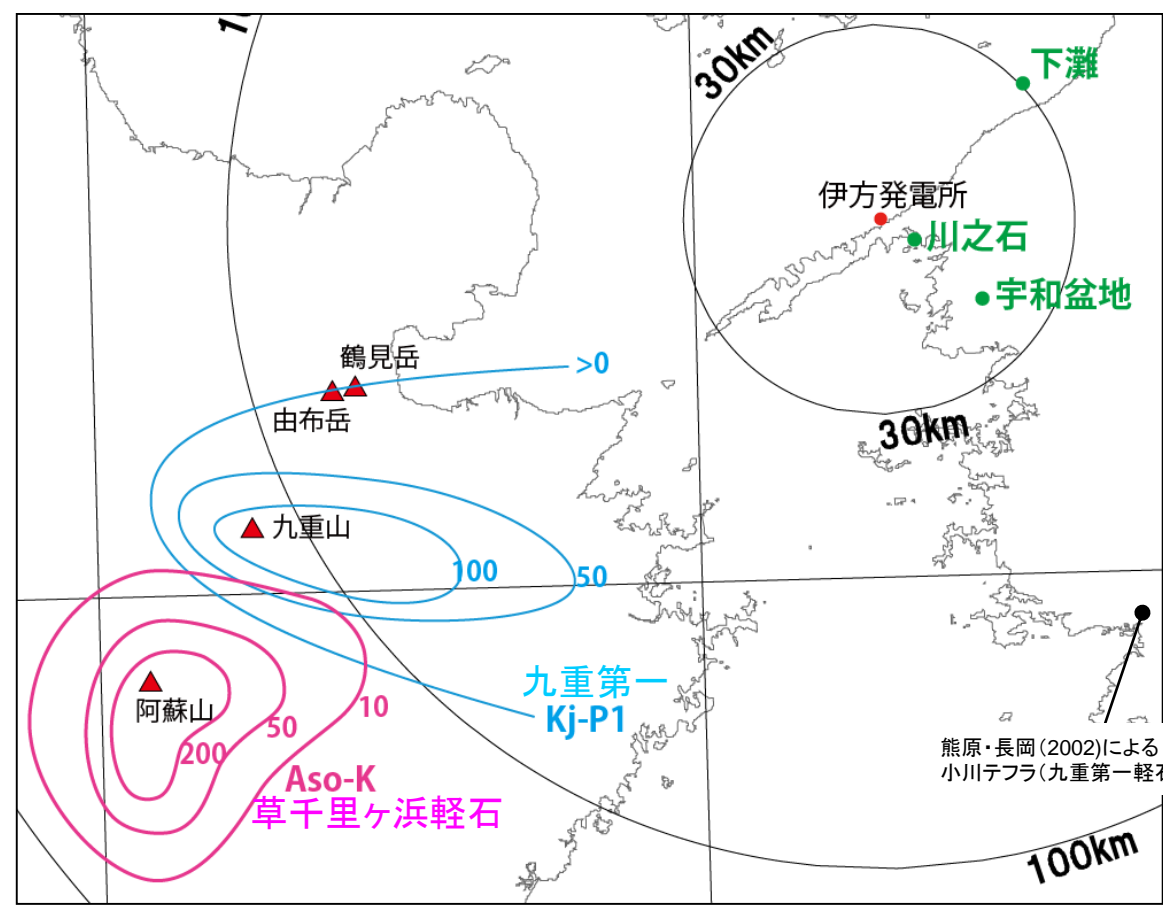 10
30km
下灘
伊方発電所
川之石
宇和盆地
鶴見岳
>0
由布岳
30km
九重山
100
50
阿蘇山
九重第一
Kj-P1
10
50
200
Aso-K
草千里ヶ浜軽石
熊原・長岡(2002)による
小川テフラ(九重第一軽石
100km